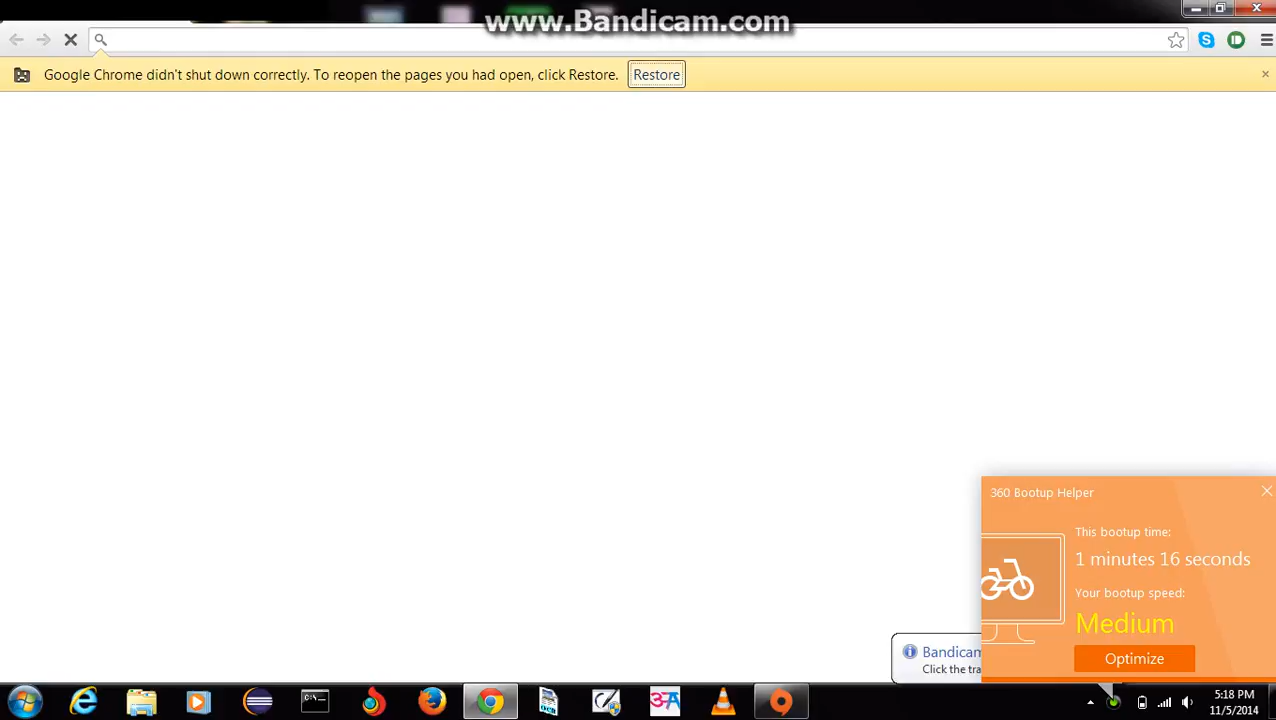 www.Bandicam.com
Google Chrome didn't shut down correctly. To reopen the pages you had open, click Restore.
Restore
360 Bootup Helper
This bootup time:
1 minutes 16 seconds
Your bootup speed:
Medium
Optimize
Bandicam
Click the tra
5:18 PM
11/5/2014